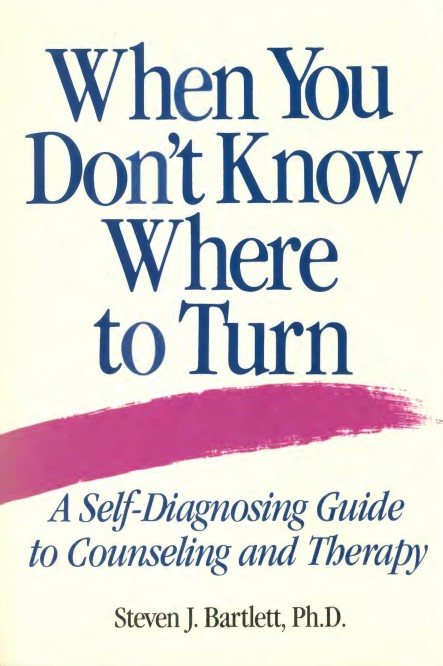 When You
Don't Know
Where
to Turn
A Self-Diagnosing Guide
to Counseling and Therapy
Steven J. Bartlett, Ph.D.